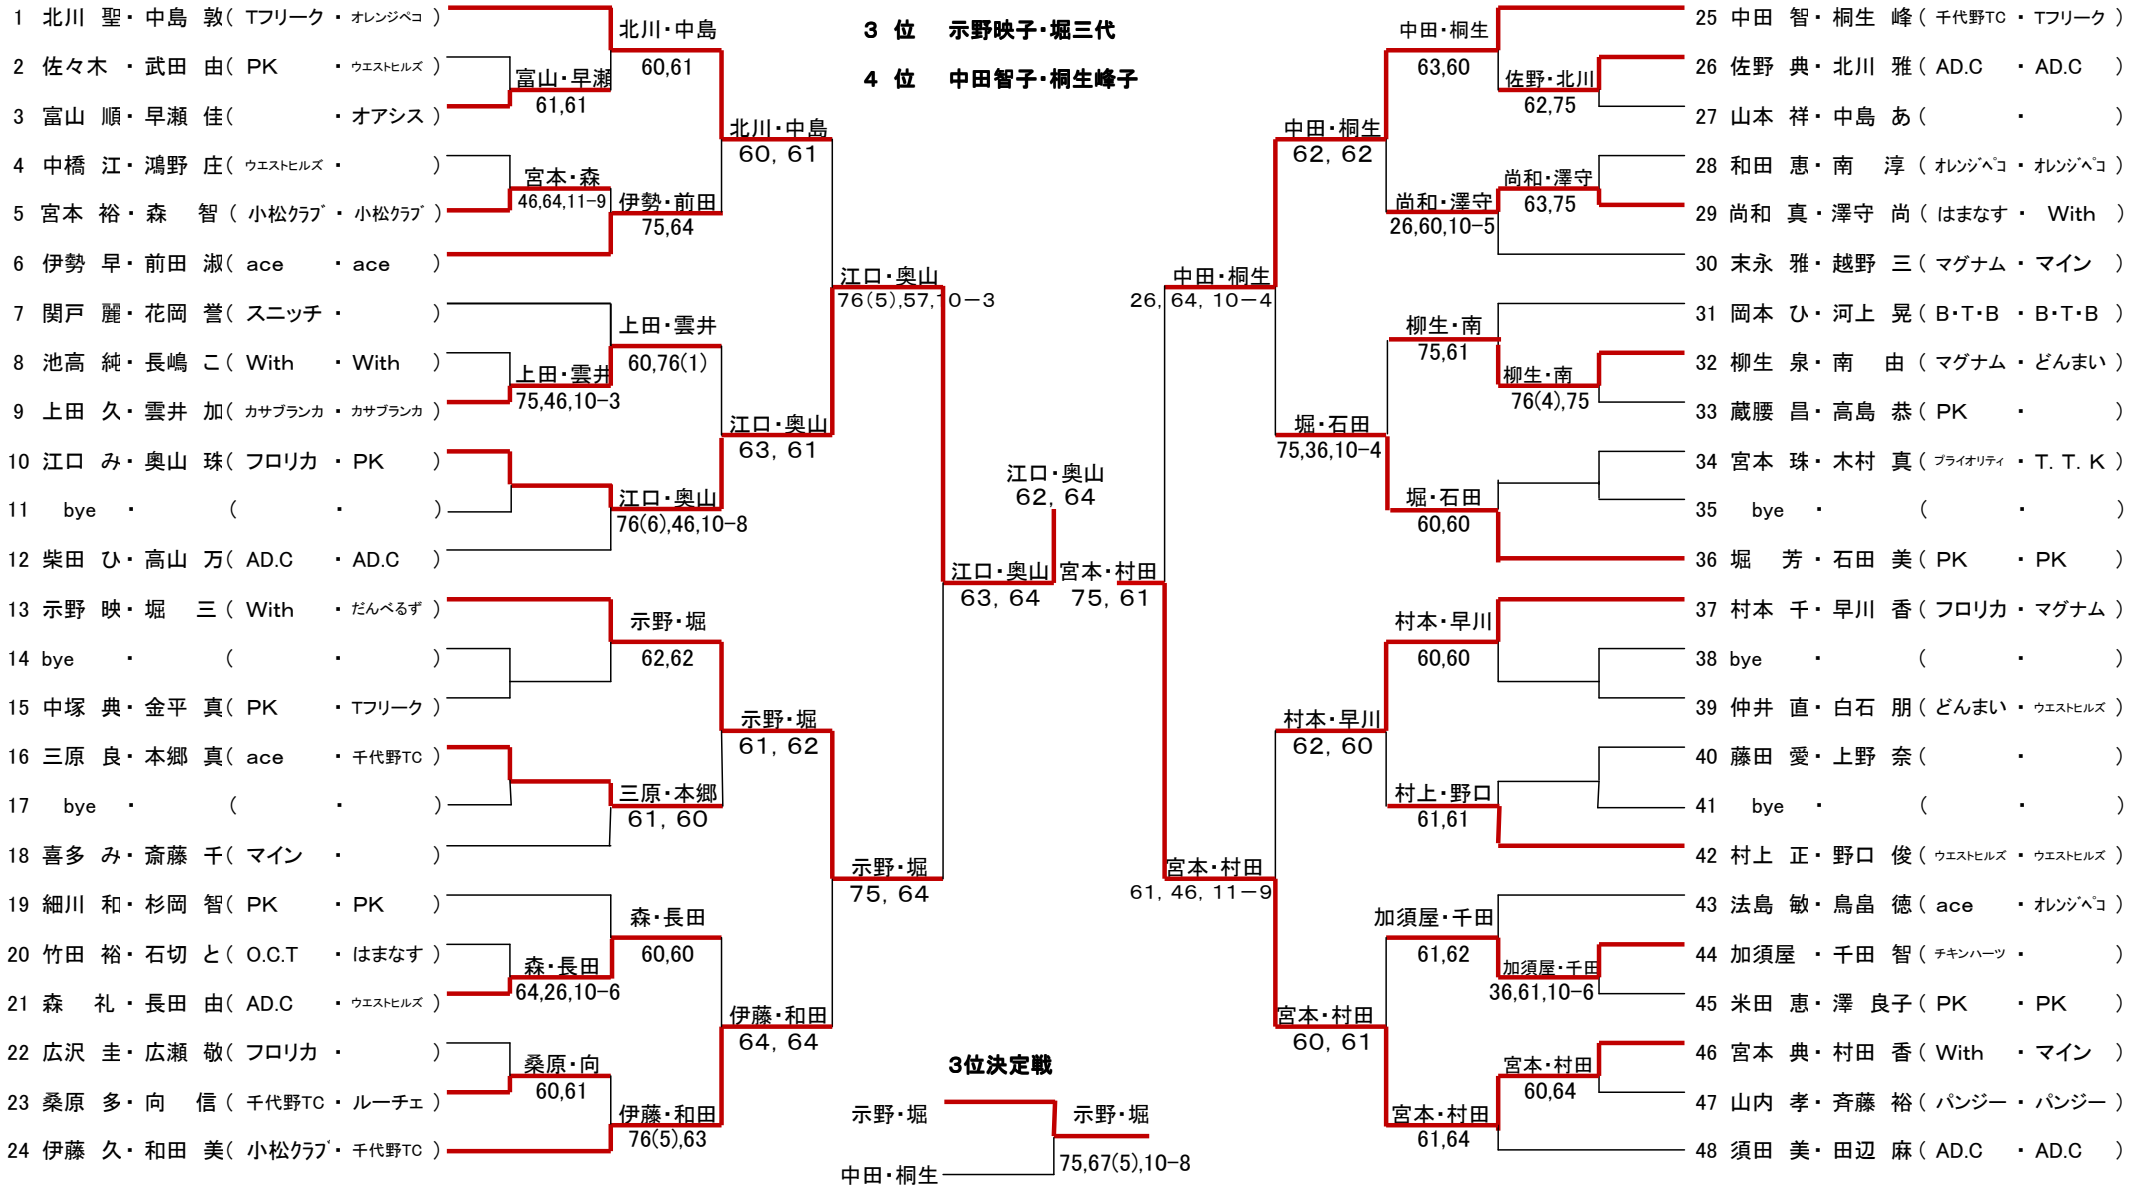 1 北川 聖・中島 敦( Tフリーク ・ オレンジペコ )
2 佐々木 ・武田 由( PK ・ ウエストヒルズ )
3 富山 順・早瀬 佳( ・ オアシス )
4 中橋 江・鴻野 庄( ウエストヒルズ ・ )
5 宮本 裕・森 智 ( 小松クラブ ・ 小松クラブ )
6 伊勢 早・前田 淑( ace ・ ace )
7 関戸 麗・花岡 誉( スニッチ ・ )
8 池高 純・長嶋 こ( With ・ With )
9 上田 久・雲井 加( カサブランカ ・ カサブランカ )
10 江口 み・奥山 珠( フロリカ ・ PK )
11 bye ・ ( ・ )
12 柴田 ひ・高山 万( AD.C ・ AD.C )
13 示野 映・堀 三 ( With ・ だんべるず )
14 bye ・ ( ・ )
15 中塚 典・金平 真( PK ・ Tフリーク )
16 三原 良・本郷 真( ace ・ 千代野TC )
17 bye ・ ( ・ )
18 喜多 み・斎藤 千( マイン ・ )
19 細川 和・杉岡 智( PK ・ PK )
20 竹田 裕・石切 と( O.C.T ・ はまなす )
21 森 礼・長田 由( AD.C ・ ウエストヒルズ )
22 広沢 圭・広瀬 敬( フロリカ ・ )
23 桑原 多・向 信 ( 千代野TC ・ ルーチェ )
24 伊藤 久・和田 美( 小松クラブ ・ 千代野TC )
富山・早瀬
61,61
宮本・森
46,64,11-9
上田・雲井
75,46,10-3
森・長田
64,26,10-6
桑原・向
60,61
北川・中島
60,61
伊勢・前田
75,64
上田・雲井
60,76(1)
江口・奥山
76(6),46,10-8
示野・堀
62,62
三原・本郷
61, 60
森・長田
60,60
伊藤・和田
76(5),63
北川・中島
60, 61
江口・奥山
63, 61
示野・堀
61, 62
伊藤・和田
64, 64
江口・奥山
76(5),57,10-3
示野・堀
75, 64
江口・奥山
63, 64
3 位 示野映子・堀三代
4 位 中田智子・桐生峰子
江口・奥山
62, 64
宮本・村田
75, 61
3位決定戦
示野・堀
中田・桐生
示野・堀
75,67(5),10-8
中田・桐生
26, 64, 10-4
宮本・村田
61, 46, 11-9
中田・桐生
62, 62
堀・石田
75,36,10-4
村本・早川
62, 60
宮本・村田
60, 61
中田・桐生
63,60
尚和・澤守
26,60,10-5
柳生・南
75,61
堀・石田
60,60
村本・早川
60,60
村上・野口
61,61
加須屋・千田
61,62
宮本・村田
61,64
佐野・北川
62,75
尚和・澤守
63,75
柳生・南
76(4),75
加須屋・千田
36,61,10-6
宮本・村田
60,64
25 中田 智・桐生 峰( 千代野TC ・ Tフリーク )
26 佐野 典・北川 雅( AD.C ・ AD.C )
27 山本 祥・中島 あ( ・ )
28 和田 恵・南 淳 ( オレンジペコ ・ オレンジペコ )
29 尚和 真・澤守 尚( はまなす ・ With )
30 末永 雅・越野 三( マグナム ・ マイン )
31 岡本 ひ・河上 晃( B・T・B ・ B・T・B )
32 柳生 泉・南 由 ( マグナム ・ どんまい )
33 蔵腰 昌・高島 恭( PK ・ )
34 宮本 珠・木村 真( プライオリティ ・ T. T. K )
35 bye ・ ( ・ )
36 堀 芳・石田 美( PK ・ PK )
37 村本 千・早川 香( フロリカ ・ マグナム )
38 bye ・ ( ・ )
39 仲井 直・白石 朋( どんまい ・ ウエストヒルズ )
40 藤田 愛・上野 奈( ・ )
41 bye ・ ( ・ )
42 村上 正・野口 俊( ウエストヒルズ ・ ウエストヒルズ )
43 法島 敏・鳥畠 徳( ace ・ オレンジペコ )
44 加須屋 ・千田 智( チキンハーツ ・ )
45 米田 恵・澤 良子( PK ・ PK )
46 宮本 典・村田 香( With ・ マイン )
47 山内 孝・斉藤 裕( パンジー ・ パンジー )
48 須田 美・田辺 麻( AD.C ・ AD.C )